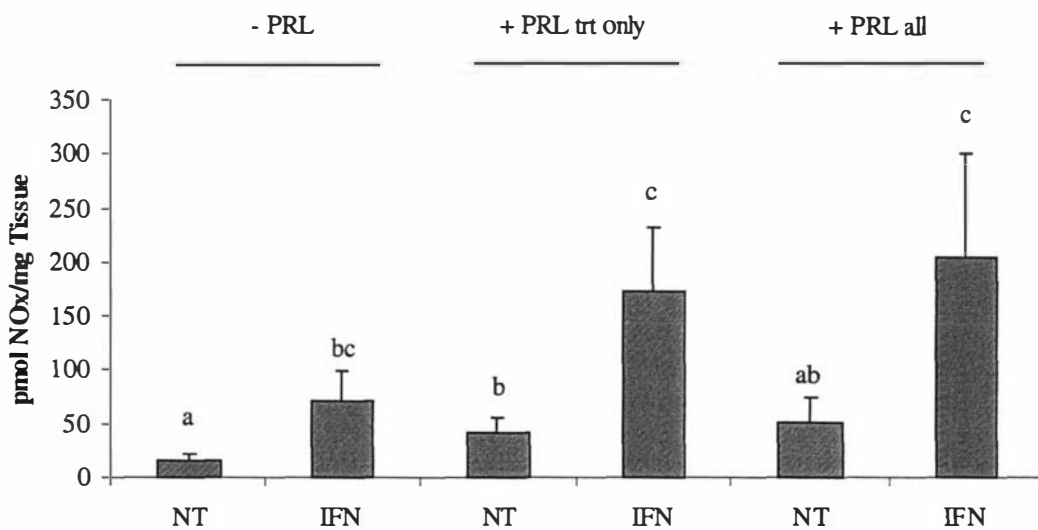 - PRL + PRL trt only + PRL all
350
300
250
200
150
100
50
0
pmol NOx/mg Tissue
a bc b c ab c
NT IFN NT IFN NT IFN